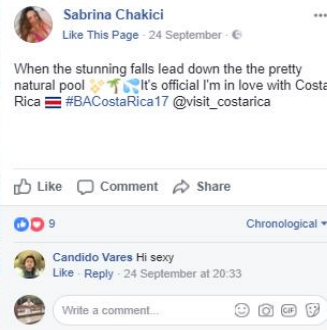 Sabrina Chakici
Like This Page · 24 September ·
When the stunning falls lead down the the pretty
natural pool ✨🌴💦It's official I'm in love with Costa
Rica 🇨🇷 #BACostaRica17 @visit_costarica
Like Comment Share
9 Chronological
Candido Vares Hi sexy
Like · Reply · 24 September at 20:33
Write a comment... GIF